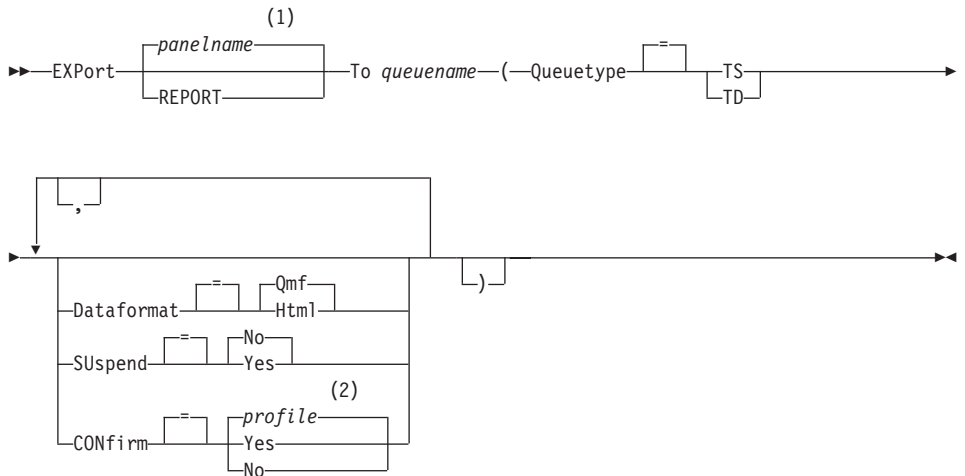 (1)
panelname =
EXPort To queuename ( Queuetype TS
REPORT TD
,
= Qmf )
Dataformat Html
= No
SUspend Yes
(2)
= profile
CONfirm Yes
No